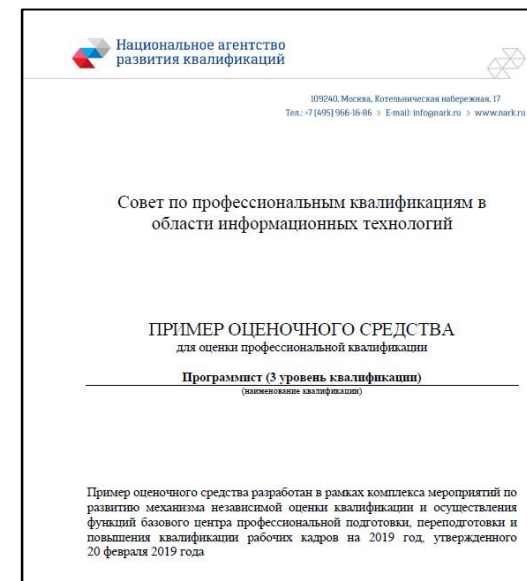 Национальное агентство
развития квалификаций
109240, Москва, Котельническая набережная, 17
Тел.: +7 (495) 966-16-86 > E-mail: info@nark.ru > www.nark.ru
Совет по профессиональным квалификациям в
области информационных технологий
ПРИМЕР ОЦЕНОЧНОГО СРЕДСТВА
для оценки профессиональной квалификации
Программист (3 уровень квалификации)
(наименование квалификации)
Пример оценочного средства разработан в рамках комплекса мероприятий по
развитию механизма независимой оценки квалификации и осуществления
функций базового центра профессиональной подготовки, переподготовки и
повышения квалификации рабочих кадров на 2019 год, утвержденного
20 февраля 2019 года